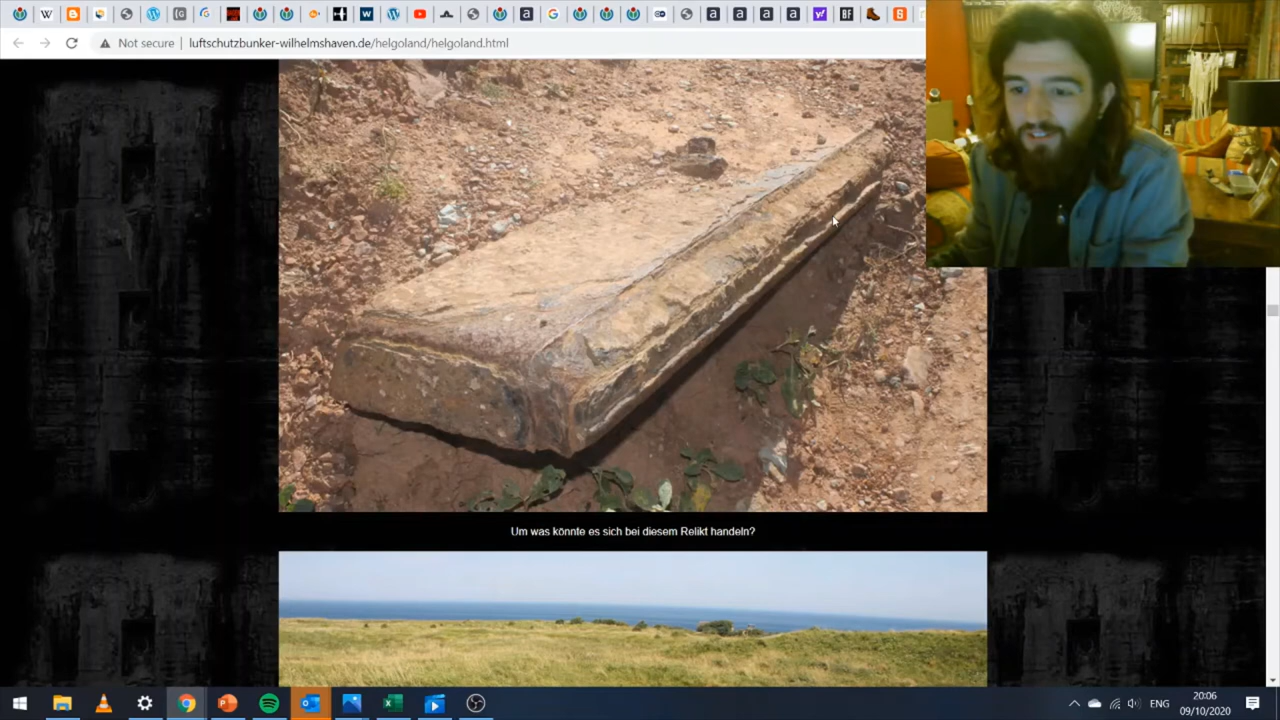 Not secure
luftschutzbunker-wilhelmshaven.de/helgoland/helgoland.html
Um was könnte es sich bei diesem Relikt handeln?
ENG
20:06
09/10/2020